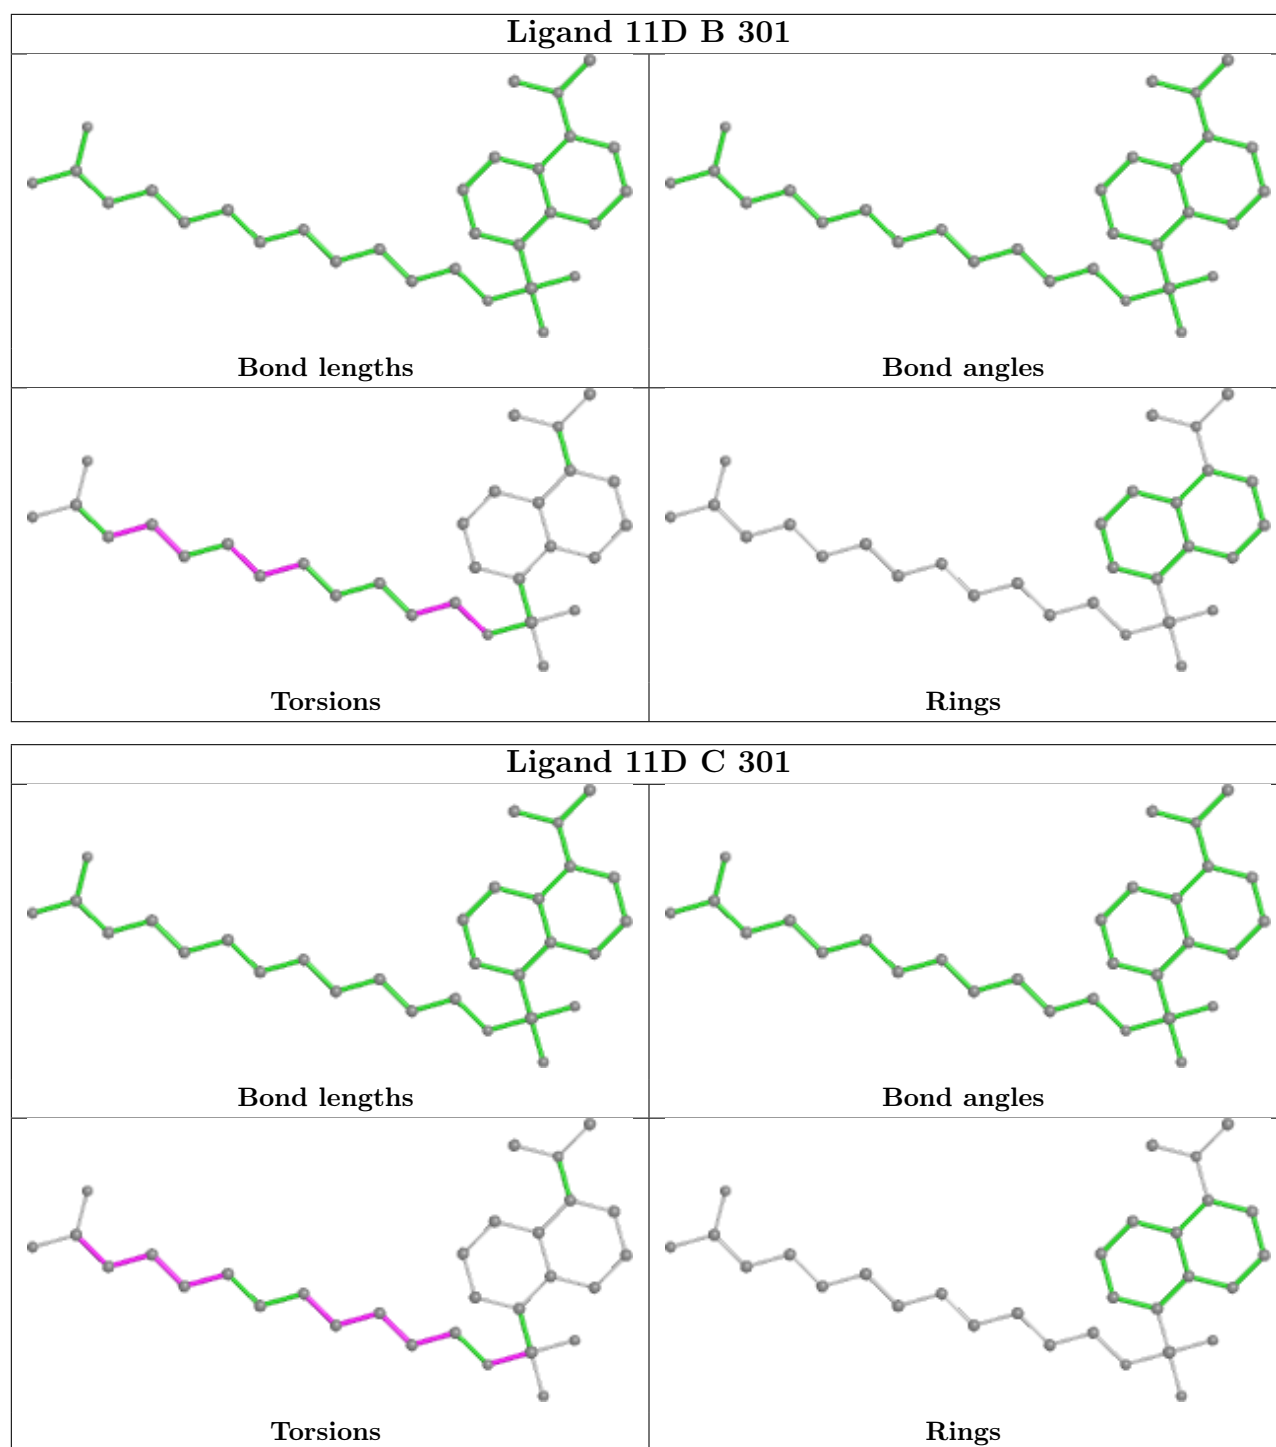 Ligand 11D B 301
Bond lengths
Bond angles
Torsions
Rings
Ligand 11D C 301
Bond lengths
Bond angles
Torsions
Rings